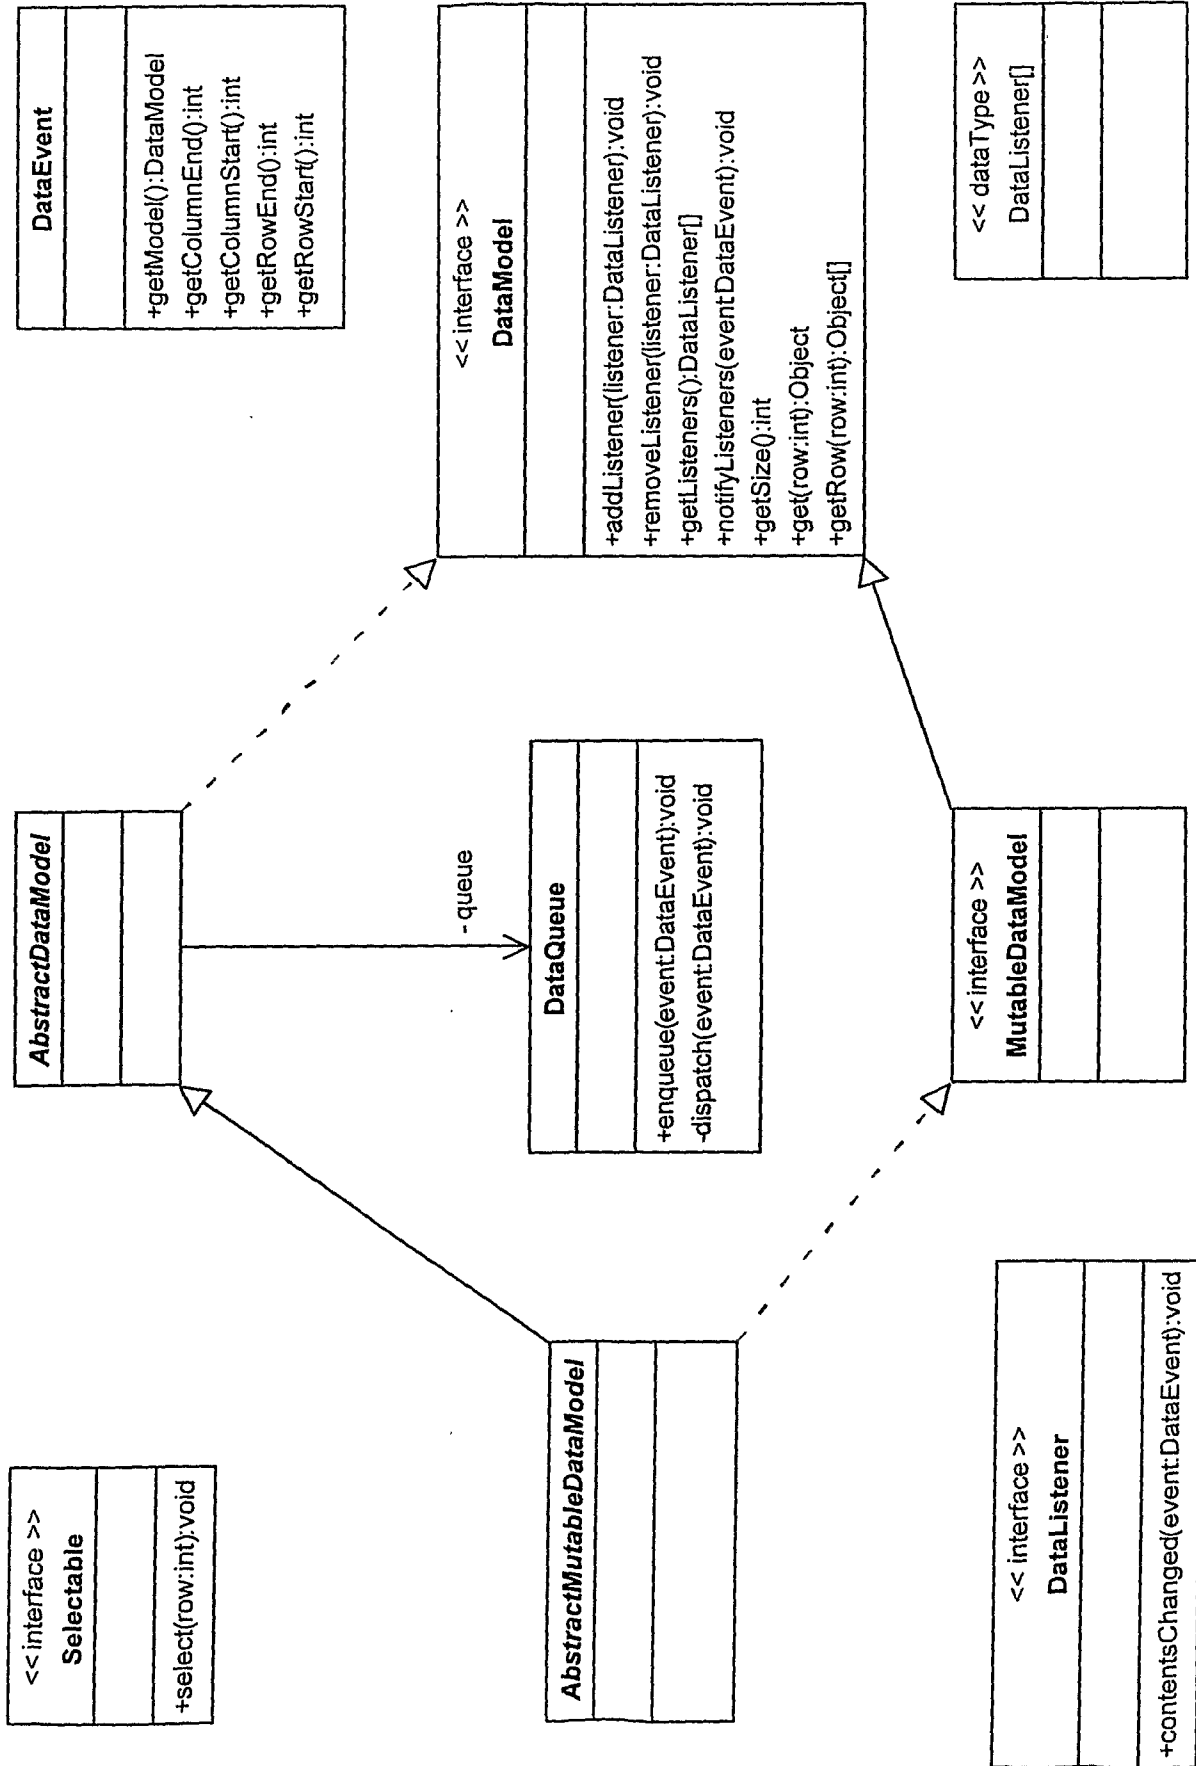 << interface >>
Selectable
+select(row:int):void
AbstractDataModel
DataEvent
+getModel():DataModel
+getColumnEnd():int
+getColumnStart():int
+getRowEnd():int
+getRowStart():int
- queue
AbstractMutableDataModel
DataQueue
+enqueue(event:DataEvent):void
-dispatch(event:DataEvent):void
<< interface >>
DataModel
+addListener(listener:DataListener):void
+removeListener(listener:DataListener):void
+getListeners():DataListener[]
+notifyListeners(event:DataEvent):void
+getSize():int
+get(row:int):Object
+getRow(row:int):Object[]
<< interface >>
DataListener
+contentsChanged(event:DataEvent):void
<< interface >>
MutableDataModel
<< dataType >>
DataListener[]